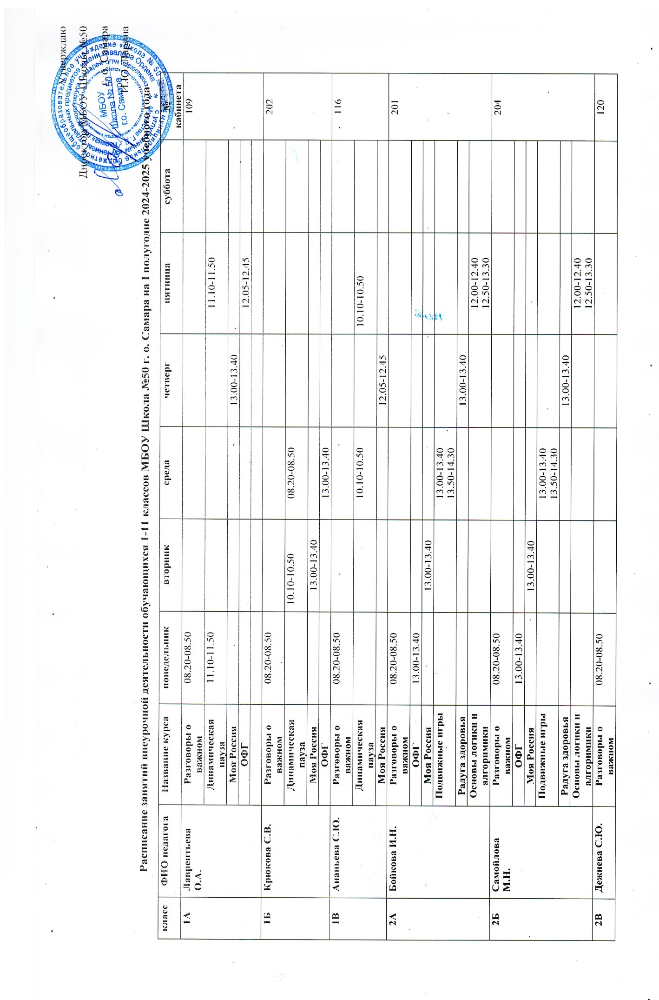 Утверждаю
Директор МБОУ Школы №50
г. о. Самара
И.Ю. Ларина
МБОУ
Школа № 50
г.о. Самара
Расписание занятий внеурочной деятельности обучающихся 1-11 классов МБОУ Школа №50 г. о. Самара на I полугодие 2024-2025 учебного года
класс ФИО педагога Название курса понедельник вторник среда четверг пятница суббота №
кабинета
1А Лаврентьева Разговоры о 08.20-08.50 109
О.А. важном
Динамическая 11.10-11.50 11.10-11.50
пауза
Моя Россия 13.00-13.40
ОФГ 12.05-12.45
1Б Крюкова С.В. Разговоры о 08.20-08.50 202
важном
Динамическая 10.10-10.50 08.20-08.50
пауза
Моя Россия 13.00-13.40
ОФГ 13.00-13.40
1В Ананьева С.Ю. Разговоры о 08.20-08.50 116
важном
Динамическая 10.10-10.50 10.10-10.50
пауза
Моя Россия 12.05-12.45
2А Бойкова И.Н. Разговоры о 08.20-08.50 201
важном
ОФГ 13.00-13.40
Моя Россия 13.00-13.40
Подвижные игры 13.00-13.40
13.50-14.30
Радуга здоровья 13.00-13.40
Основы логики и 12.00-12.40
алгоримики 12.50-13.30
2Б Самойлова Разговоры о 08.20-08.50 204
М.Н. важном
ОФГ 13.00-13.40
Моя Россия 13.00-13.40
Подвижные игры 13.00-13.40
13.50-14.30
Радуга здоровья 13.00-13.40
Основы логики и 12.00-12.40
алгоримики 12.50-13.30
2В Дежнева С.Ю. Разговоры о 08.20-08.50 120
важном